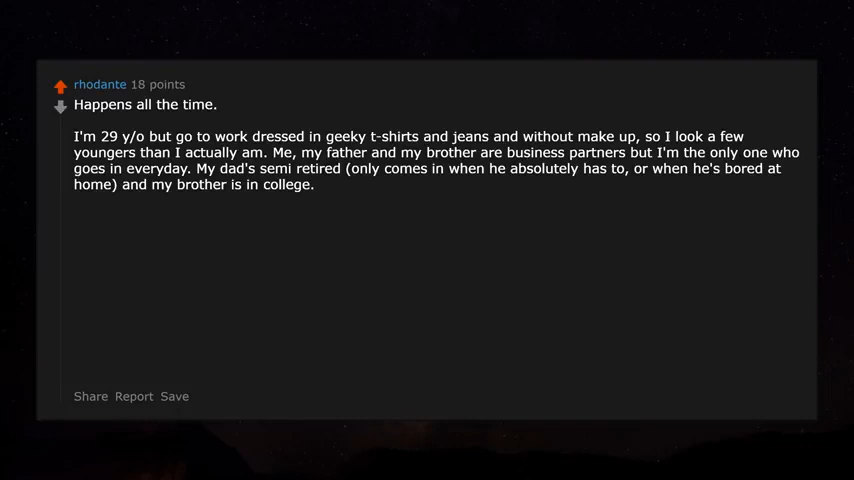 rhodante 18 points
Happens all the time.
I'm 29 y/o but go to work dressed in geeky t-shirts and jeans and without make up, so I look a few
youngers than I actually am. Me, my father and my brother are business partners but I'm the only one who
goes in everyday. My dad's semi retired (only comes in when he absolutely has to, or when he's bored at
home) and my brother is in college.
Share Report Save